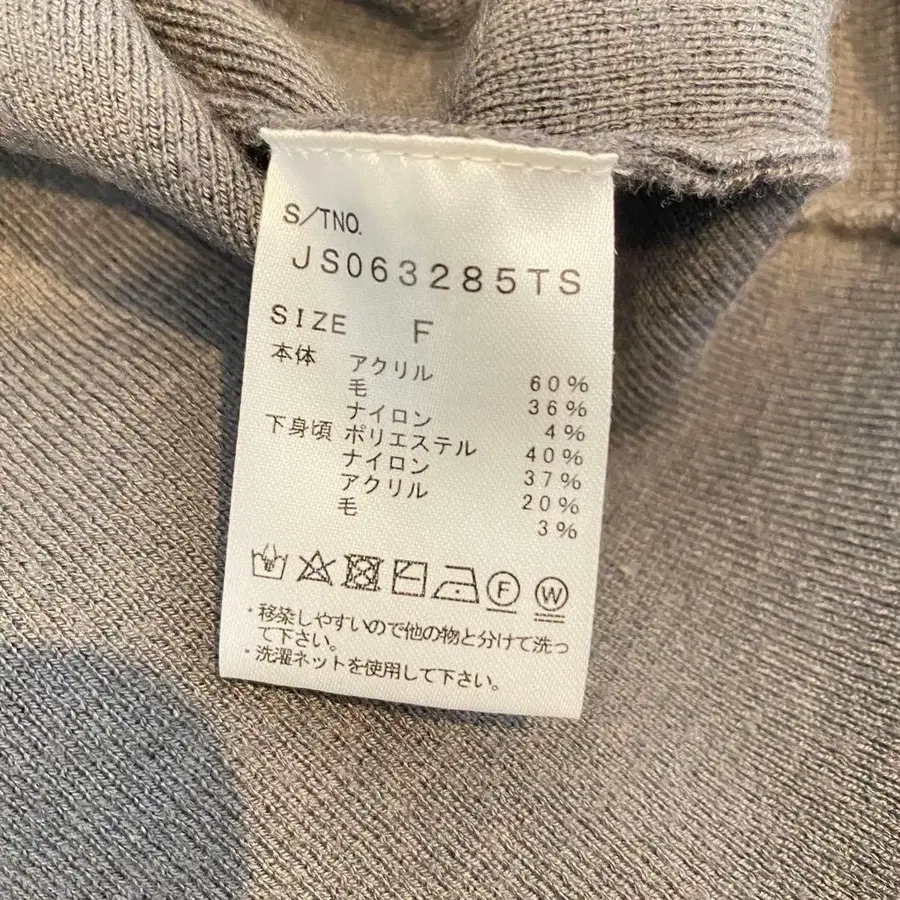 S/TNO.
JS063285TS
SIZE F
本体 アクリル 60%
毛 36%
ナイロン 4%
下身頃 ポリエステル 40%
ナイロン 37%
アクリル 20%
毛 3%
F W
・移染しやすいので他の物と分けて洗っ
て下さい。
・洗濯ネットを使用して下さい。